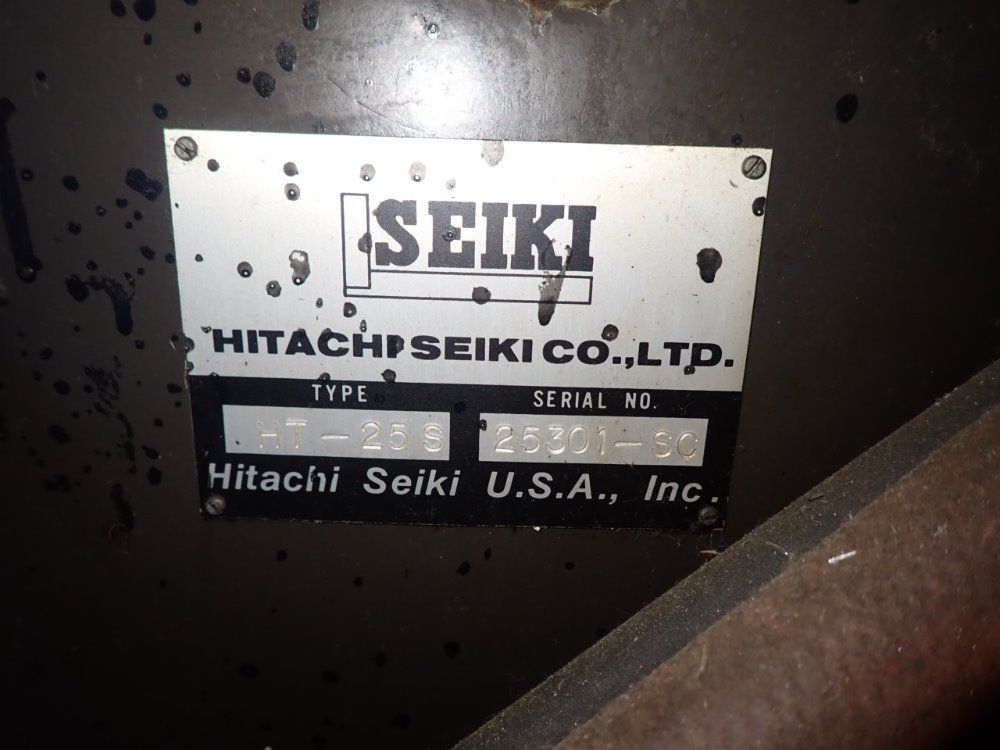 SEIKI
HITACHI SEIKI CO.,LTD.
TYPE SERIAL NO.
HT-25S 25301-SC
Hitachi Seiki U.S.A., Inc.